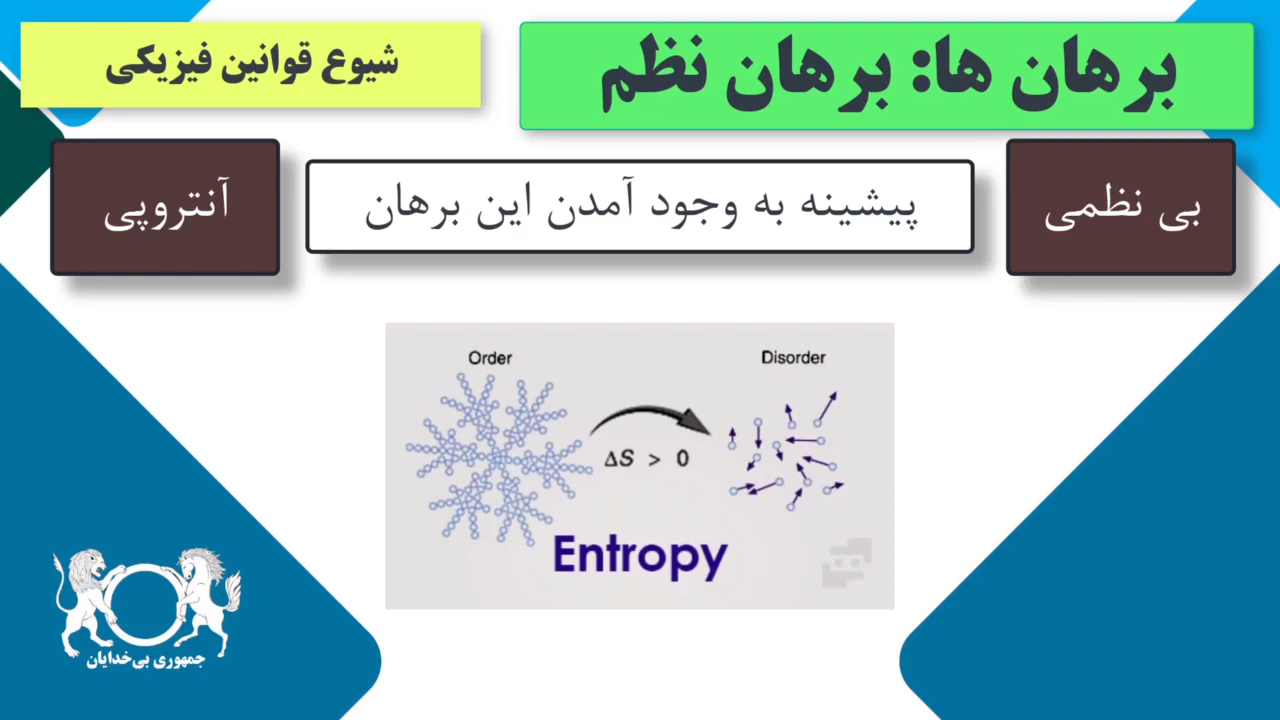 برهان ها: برهان نظم
شیوع قوانین فیزیکی
بی نظمی
پیشینه به وجود آمدن این برهان
آنتروپی
Order
Disorder
ΔS > 0
Entropy
جمهوری بی‌خدایان